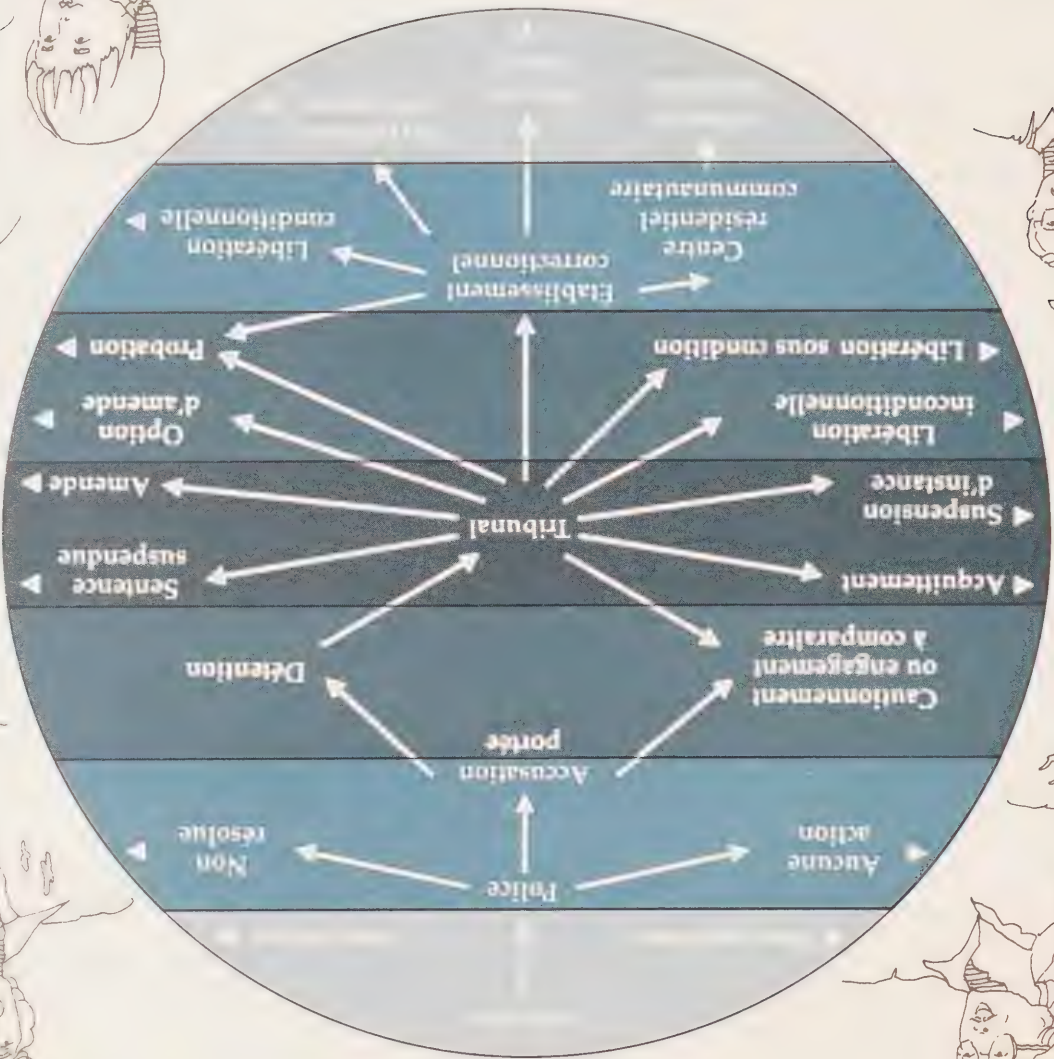 Police
Aucune
action
Non
résolue
Accusation
portée
Cautionnement
ou engagement
à comparaitre
Détention
Acquittement
Sentence
suspendue
Tribunal
Suspension
d'instance
Amende
Libération
inconditionnelle
Option
d'amende
Libération sous condition
Probation
Etablissement
correctionnel
Centre
résidentiel
communautaire
Libération
conditionnelle